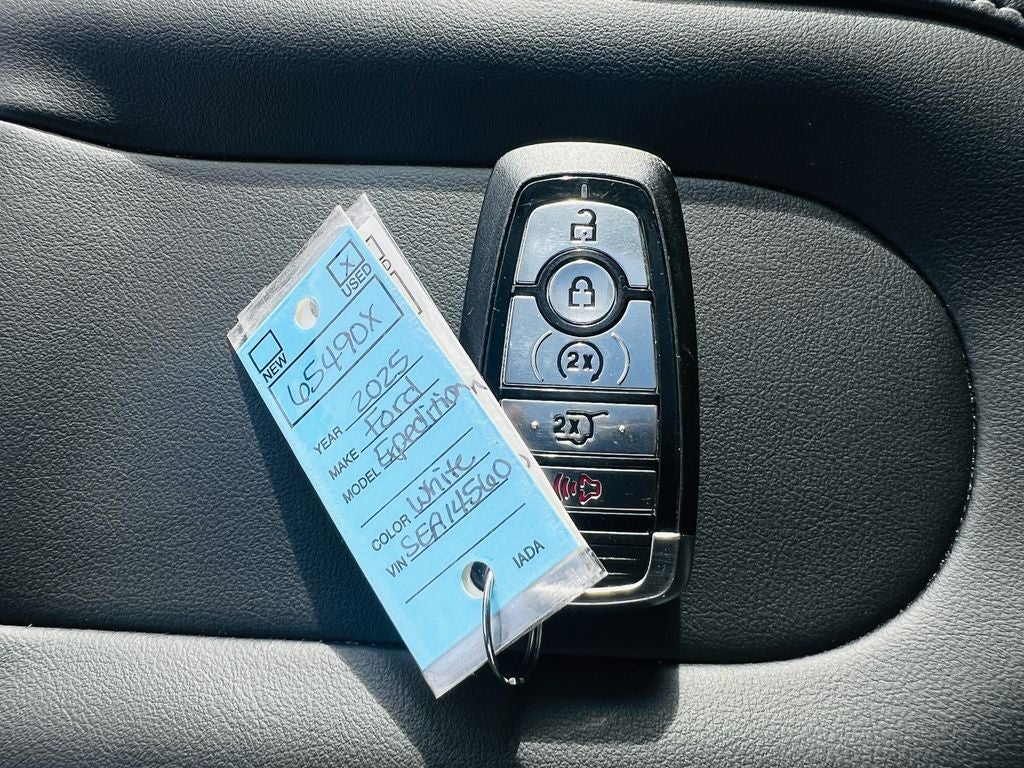 X
USED
NEW
65490X
YEAR 2025
MAKE Ford
MODEL Expedition
COLOR White
VIN SEA14560
IADA
D
2x
2x